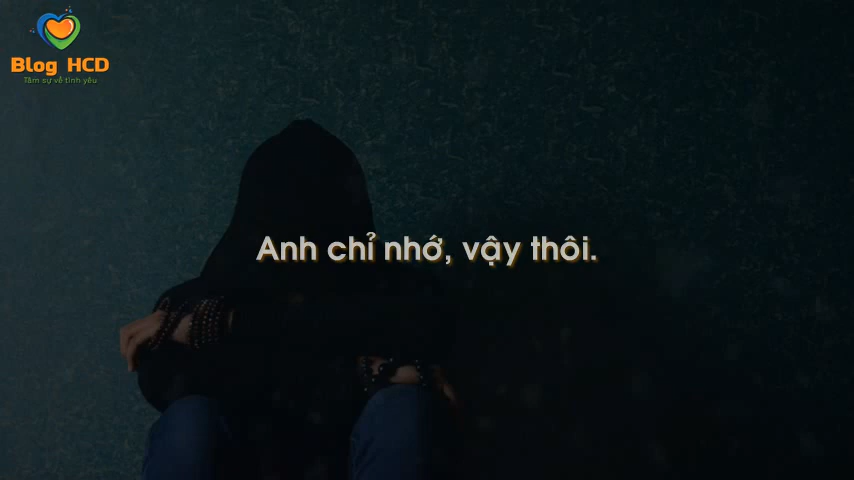 Blog HCD
Tâm sự về tình yêu
Anh chỉ nhớ, vậy thôi.